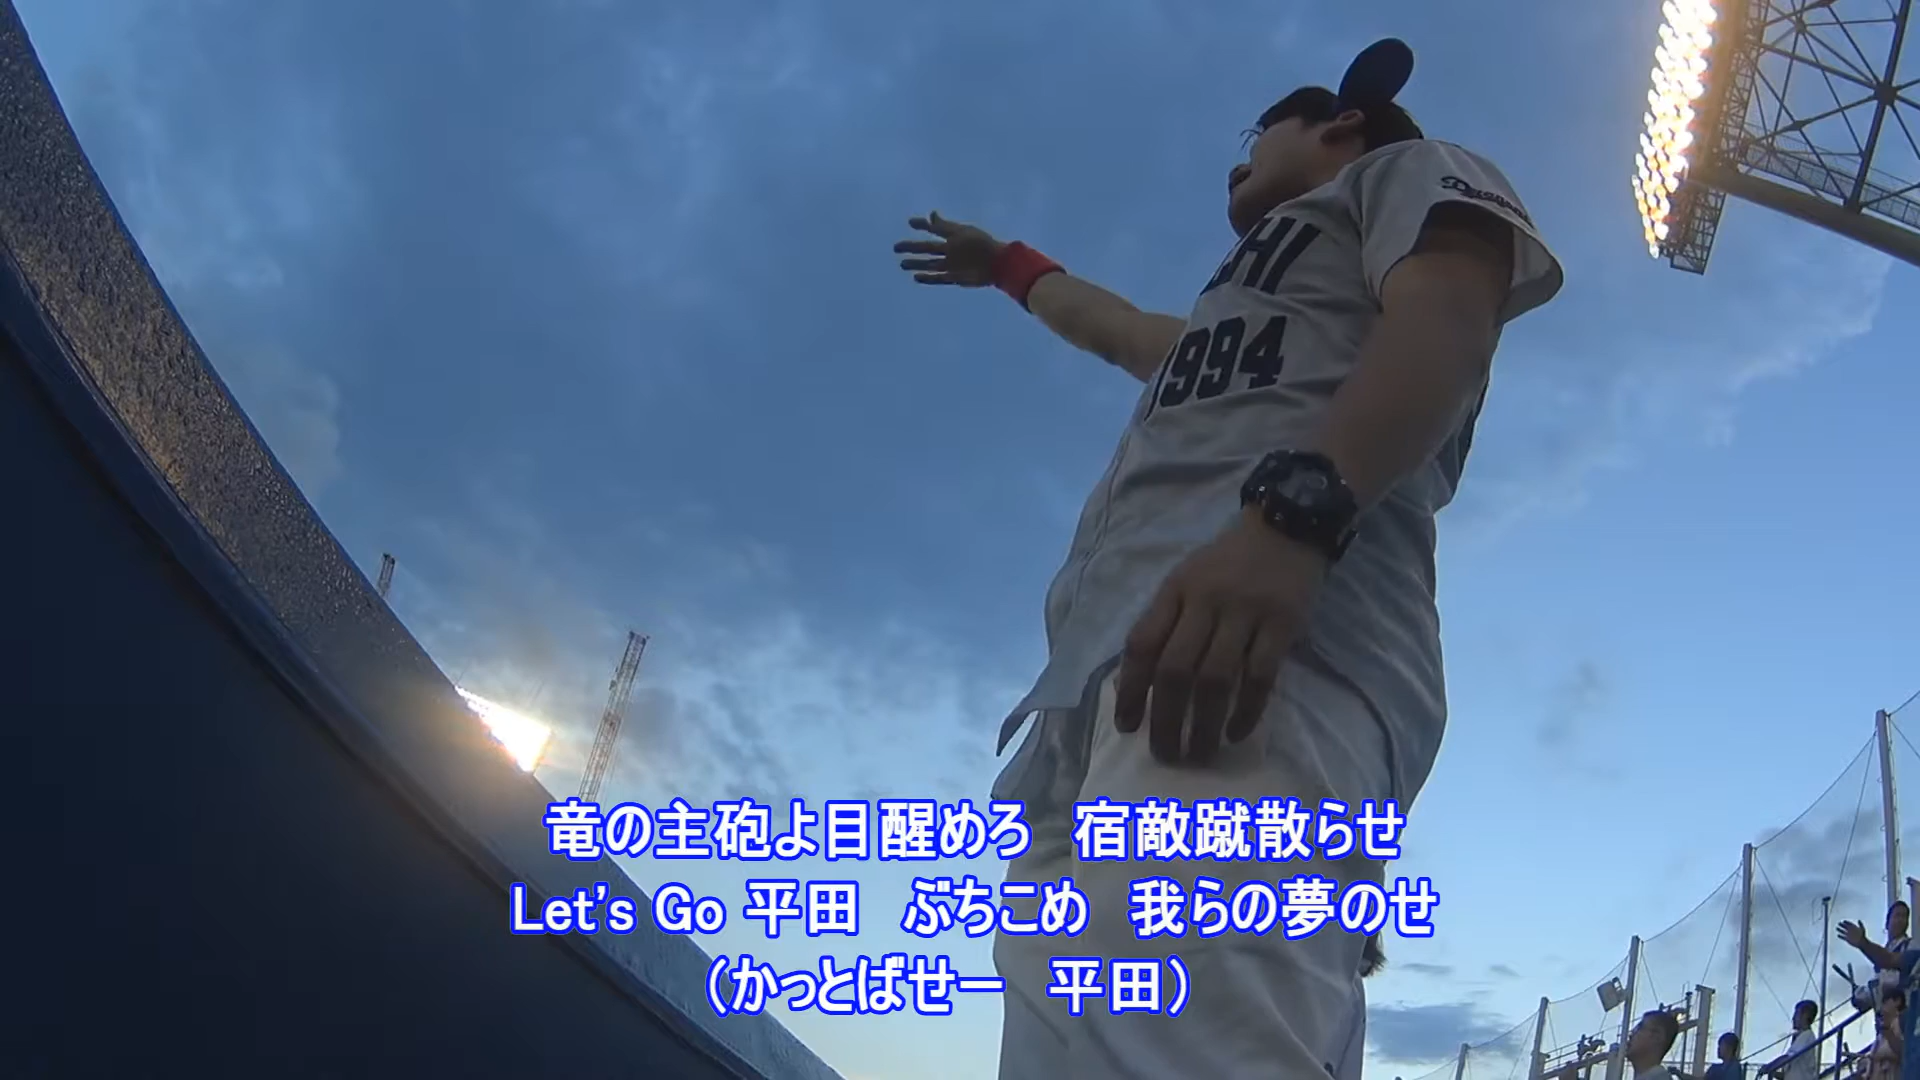 Dragons
CHI
1994
竜の主砲よ目醒めろ　宿敵蹴散らせ
Let's Go 平田　ぶちこめ　我らの夢のせ
（かっとばせー　平田）